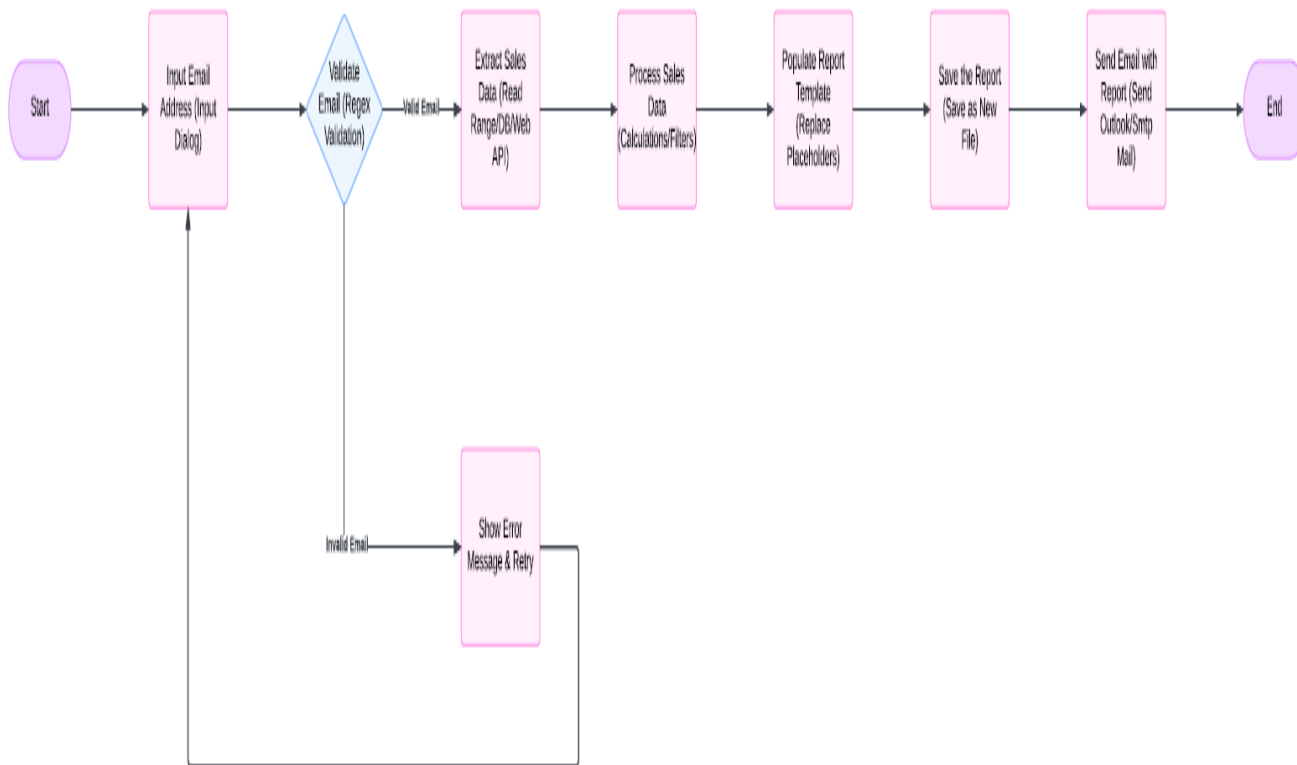 Start
Input Email
Address (Input
Dialog)
Validate
Email (Regex
Validation)
Valid Email
Extract Sales
Data (Read
Range/DB/Web
API)
Process Sales
Data
(Calculations/Filters)
Populate Report
Template
(Replace
Placeholders)
Save the Report
(Save as New
File)
Send Email with
Report (Send
Outlook/Smtp
Mail)
End
Invalid Email
Show Error
Message & Retry